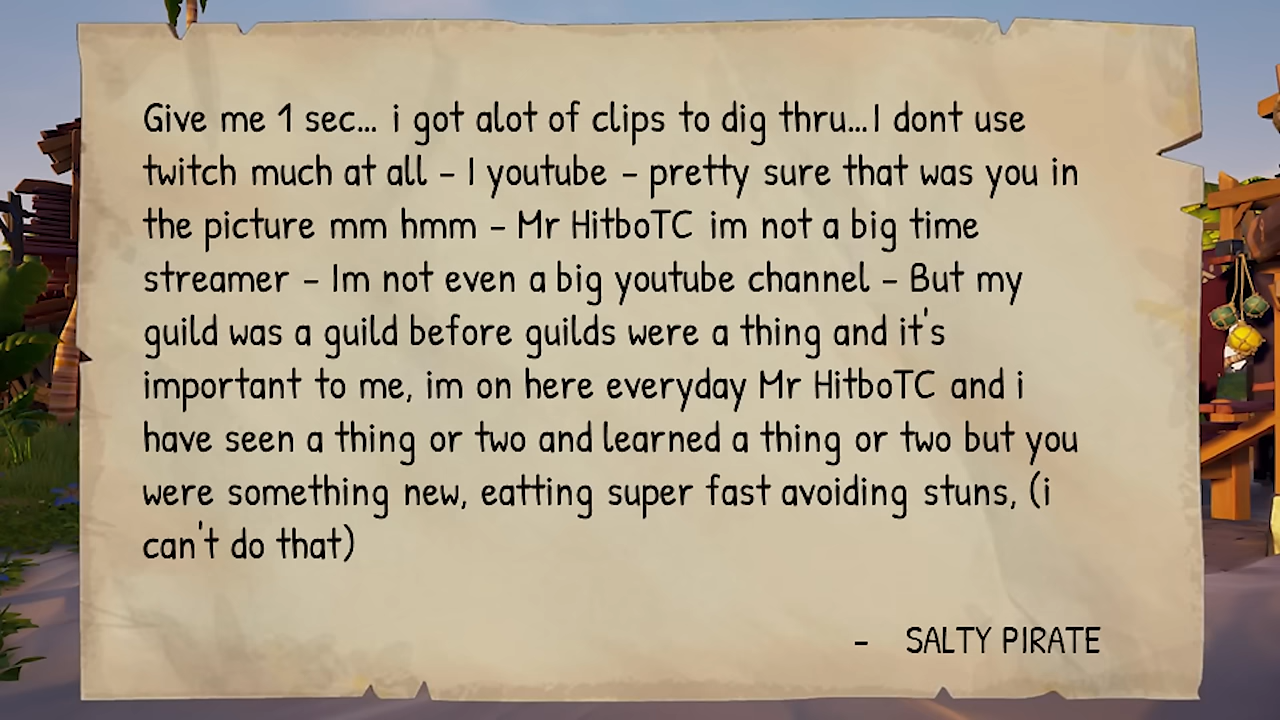 Give me 1 sec... i got alot of clips to dig thru...I dont use
twitch much at all - I youtube - pretty sure that was you in
the picture mm hmm - Mr HitboTC im not a big time
streamer - Im not even a big youtube channel - But my
guild was a guild before guilds were a thing and it's
important to me, im on here everyday Mr HitboTC and i
have seen a thing or two and learned a thing or two but you
were something new, eatting super fast avoiding stuns, (i
can't do that)
- SALTY PIRATE